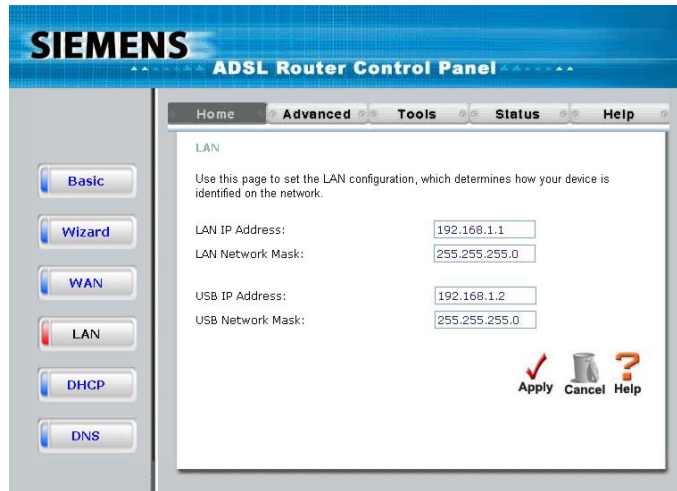 SIEMENS
ADSL Router Control Panel
Home Advanced Tools Status Help
LAN
Use this page to set the LAN configuration, which determines how your device is
identified on the network.
Basic
Wizard
WAN
LAN
DHCP
DNS
LAN IP Address: 192.168.1.1
LAN Network Mask: 255.255.255.0
USB IP Address: 192.168.1.2
USB Network Mask: 255.255.255.0
Apply Cancel Help